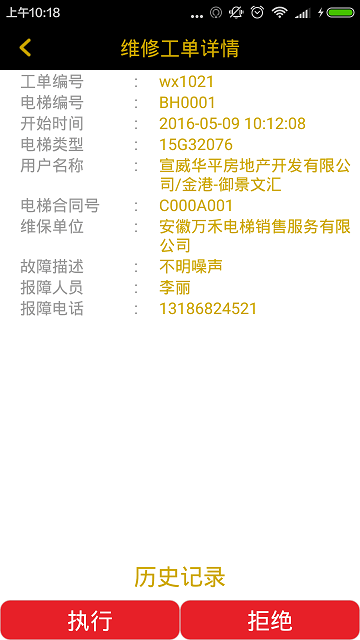 上午10:18
维修工单详情
工单编号 : wx1021
电梯编号 : BH0001
开始时间 : 2016-05-09 10:12:08
电梯类型 : 15G32076
用户名称 : 宣威华平房地产开发有限公
司/金港-御景文汇
电梯合同号 : C000A001
维保单位 : 安徽万禾电梯销售服务有限
公司
故障描述 : 不明噪声
报障人员 : 李丽
报障电话 : 13186824521
历史记录
执行 拒绝